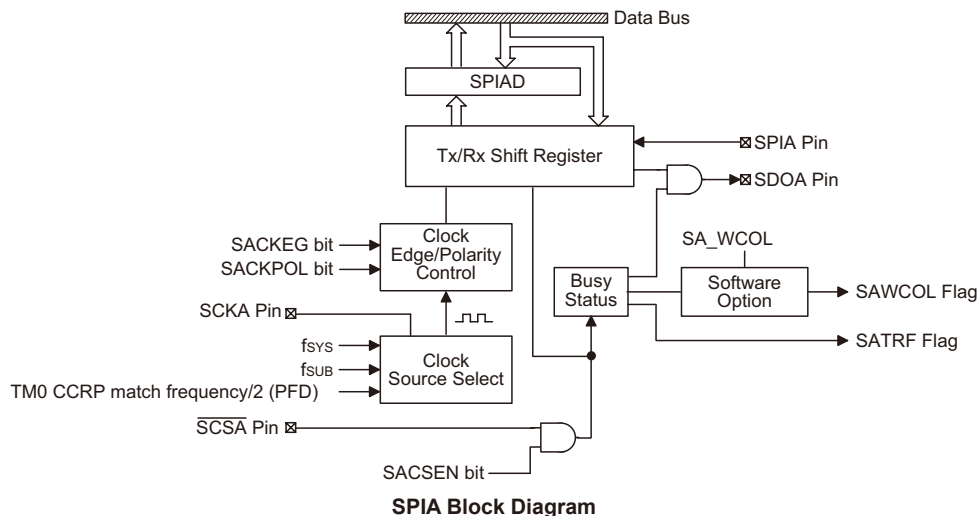 Data Bus
SPIAD
Tx/Rx Shift Register
SPIA Pin
SDOA Pin
SACKEG bit
SACKPOL bit
Clock
Edge/Polarity
Control
SA_WCOL
Busy
Status
Software
Option
SAWCOL Flag
SCKA Pin
SATRF Flag
fSYS
fSUB
TM0 CCRP match frequency/2 (PFD)
Clock
Source Select
SCSA Pin
SACSEN bit
SPIA Block Diagram